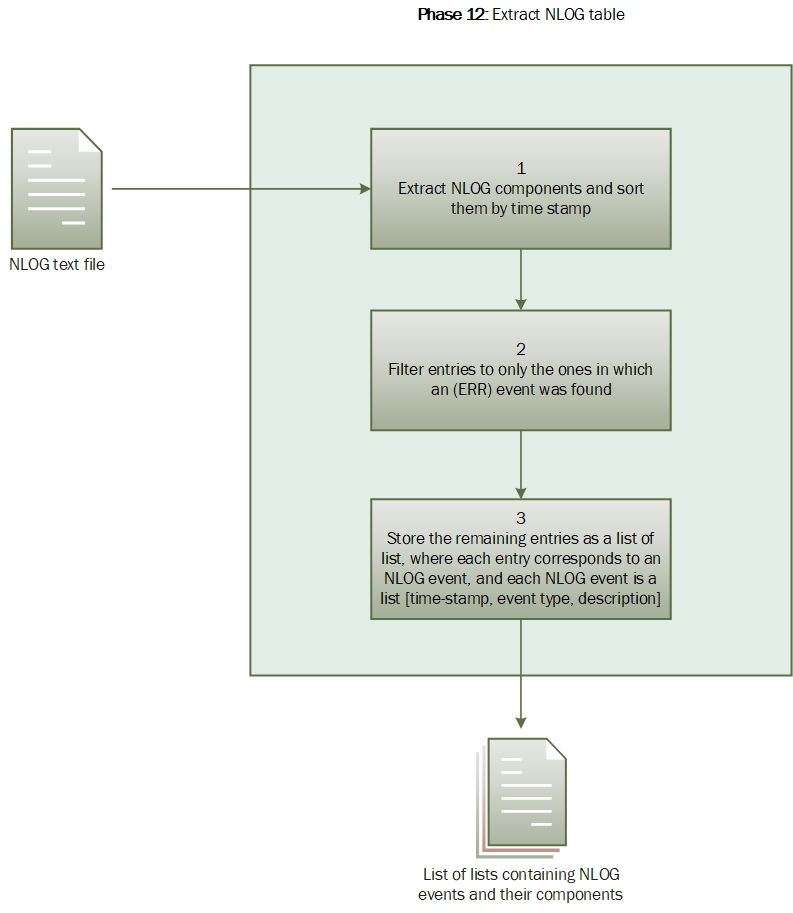 Phase 12: Extract NLOG table
NLOG text file
1
Extract NLOG components and sort
them by time stamp
2
Filter entries to only the ones in which
an (ERR) event was found
3
Store the remaining entries as a list of
list, where each entry corresponds to an
NLOG event, and each NLOG event is a
list [time-stamp, event type, description]
List of lists containing NLOG
events and their components